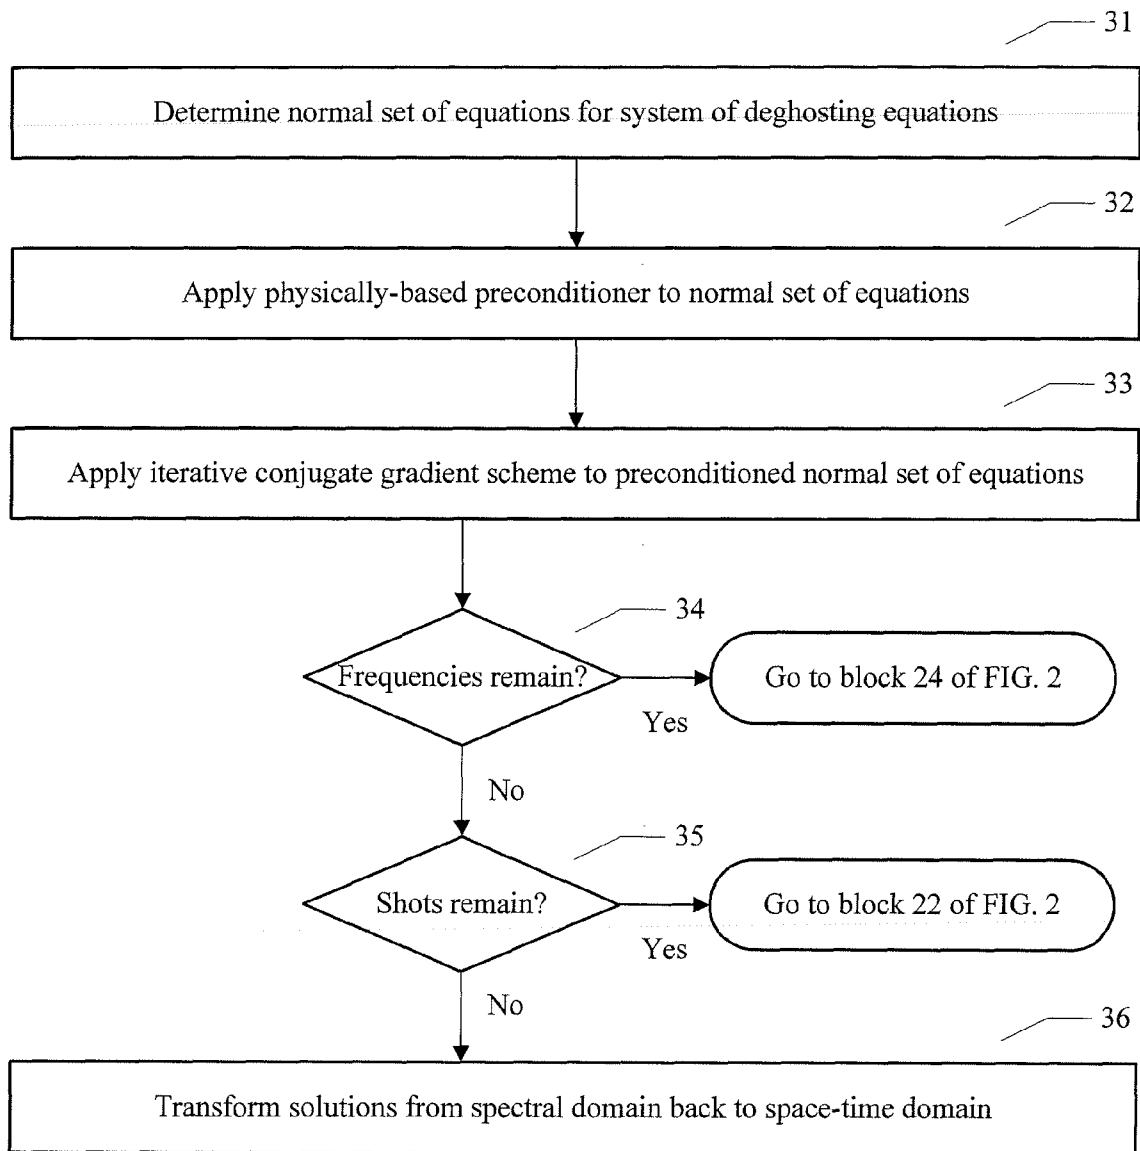 31
Determine normal set of equations for system of deghosting equations
32
Apply physically-based preconditioner to normal set of equations
33
Apply iterative conjugate gradient scheme to preconditioned normal set of equations
34
Frequencies remain?
Go to block 24 of FIG. 2
Yes
No
35
Shots remain?
Go to block 22 of FIG. 2
Yes
No
36
Transform solutions from spectral domain back to space-time domain